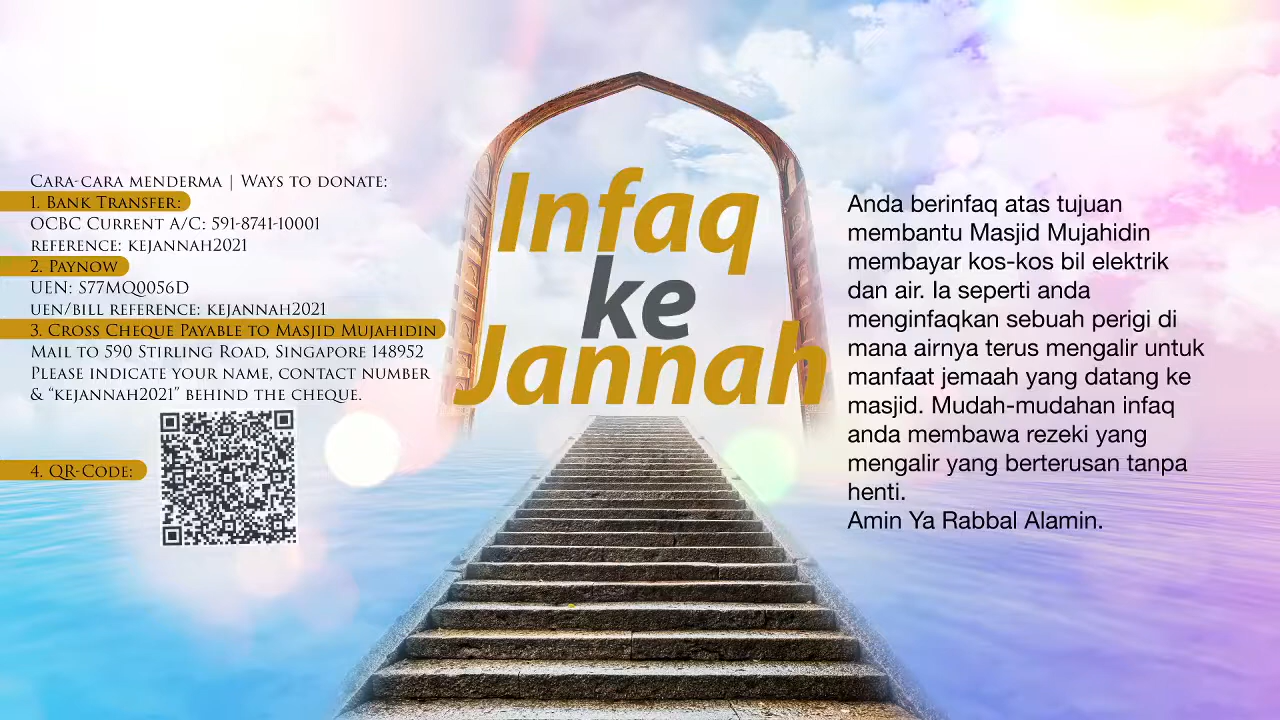 Cara-cara menderma | Ways to donate:
1. Bank Transfer:
OCBC Current A/C: 591-8741-10001
reference: kejannah2021
2. Paynow
UEN: S77MQ0056D
uen/bill reference: kejannah2021
3. Cross Cheque Payable to Masjid Mujahidin
Mail to 590 Stirling Road, Singapore 148952
Please indicate your name, contact number
& “kejannah2021” behind the cheque.
4. QR-Code:
Infaq
ke
Jannah
Anda berinfaq atas tujuan
membantu Masjid Mujahidin
membayar kos-kos bil elektrik
dan air. Ia seperti anda
menginfaqkan sebuah perigi di
mana airnya terus mengalir untuk
manfaat jemaah yang datang ke
masjid. Mudah-mudahan infaq
anda membawa rezeki yang
mengalir yang berterusan tanpa
henti.
Amin Ya Rabbal Alamin.